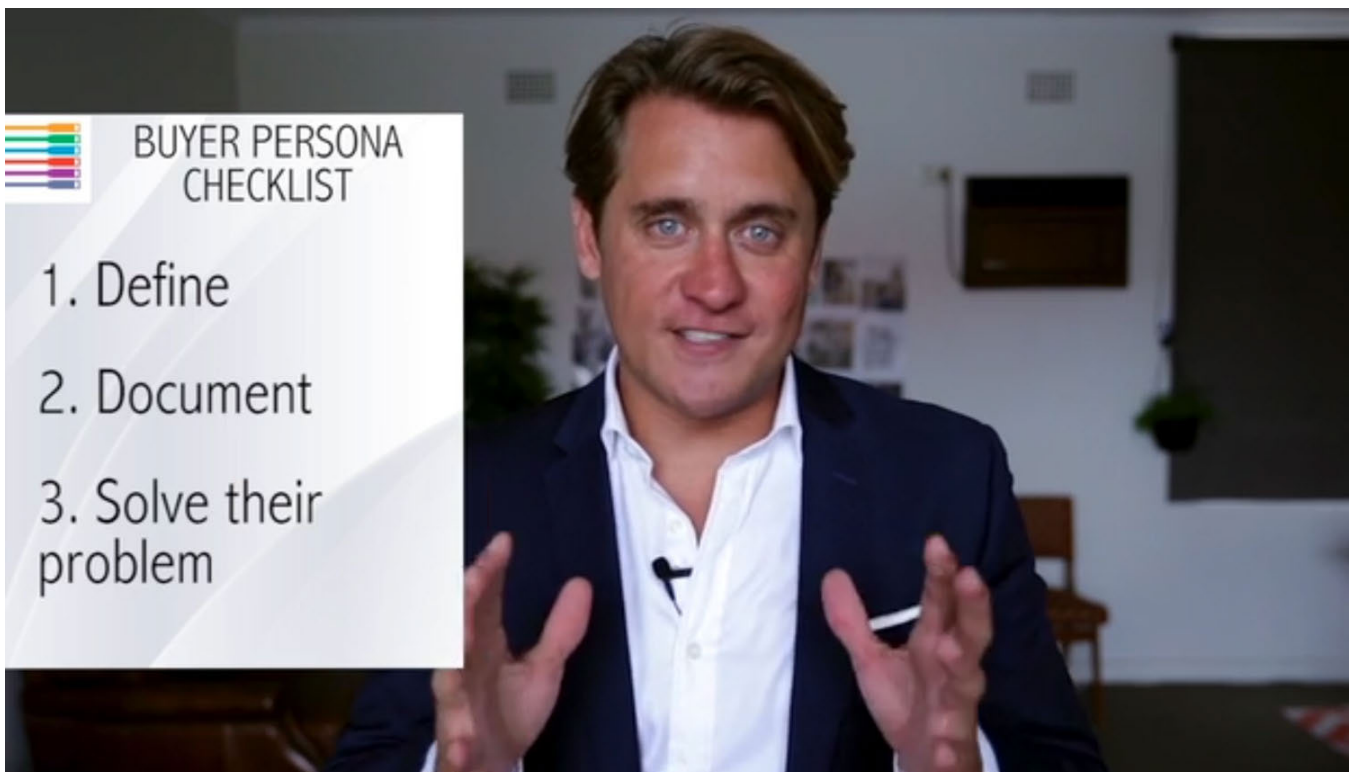 BUYER PERSONA
CHECKLIST
1. Define
2. Document
3. Solve their
problem